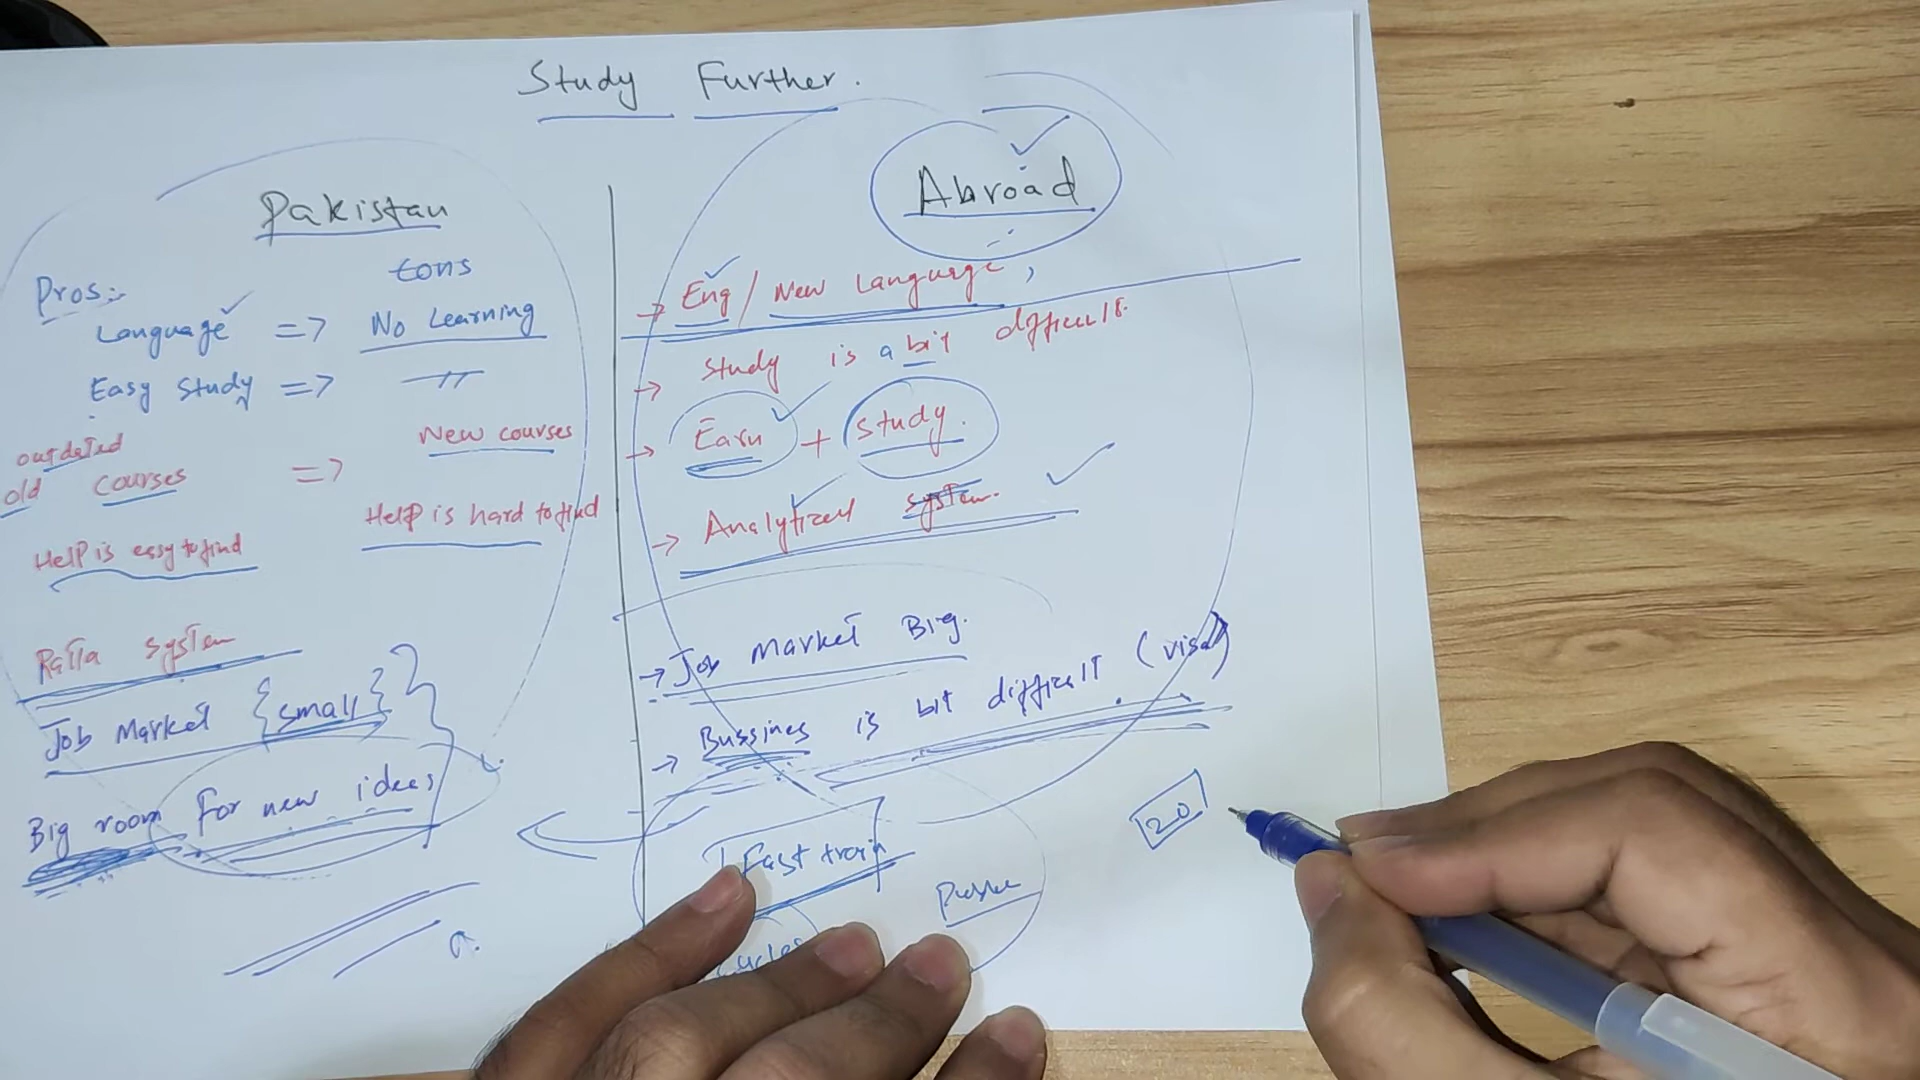 Study Further.
Pakistan
Pros:-
Cons
Language => No Learning
Easy Study => —11—
outdated
old courses => New courses
Help is easy to find
Help is hard to find
Ratta system
Job Market {small}
Big room for new idees
Abroad
→ Eng / New Language,
→ Study is a bit difficult.
→ Earn + Study.
→ Analytical system.
→ Job Market Big.
→ Bussines is bit difficult (visa)
Fast train
20